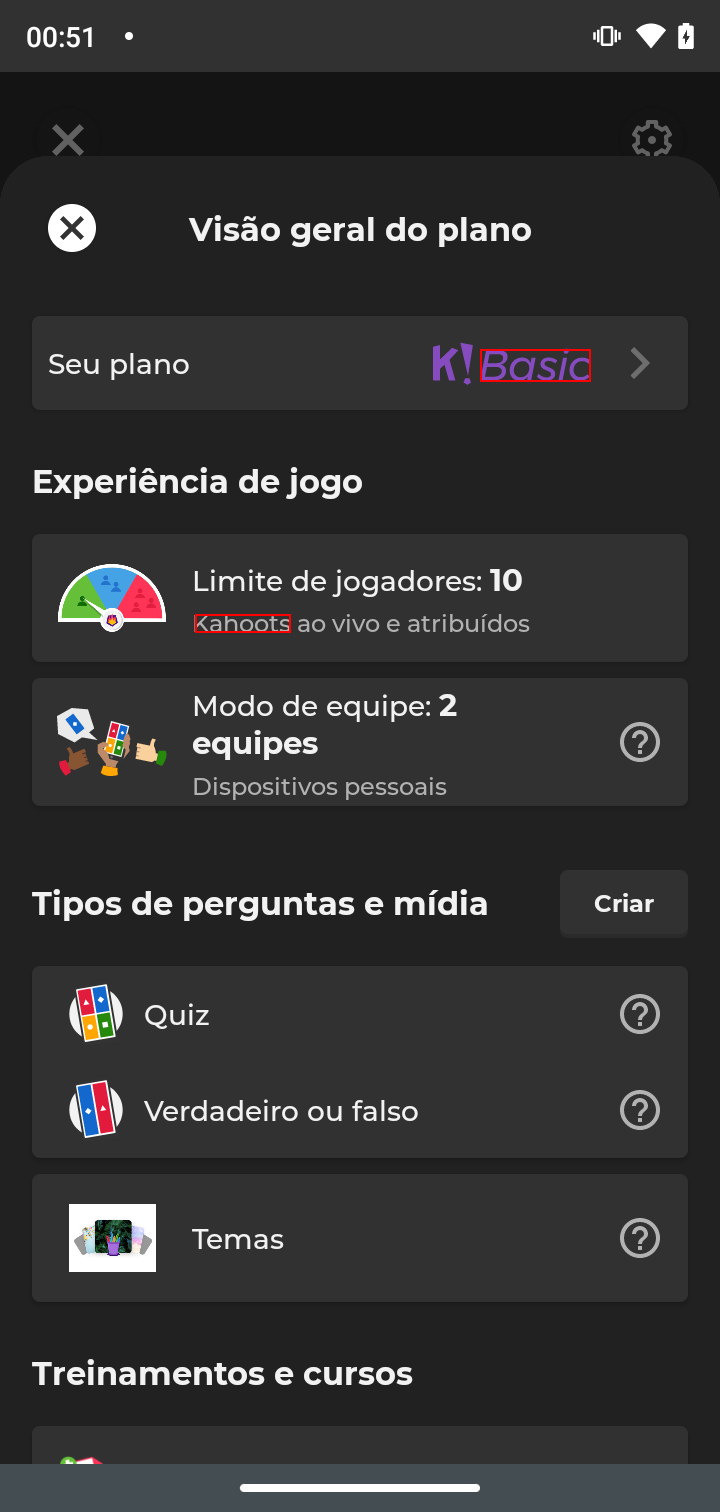 00:51
Visão geral do plano
Seu plano
K! Basic
Experiência de jogo
Limite de jogadores: 10
Kahoots ao vivo e atribuídos
Modo de equipe: 2
equipes
Dispositivos pessoais
Tipos de perguntas e mídia
Criar
Quiz
Verdadeiro ou falso
Temas
Treinamentos e cursos